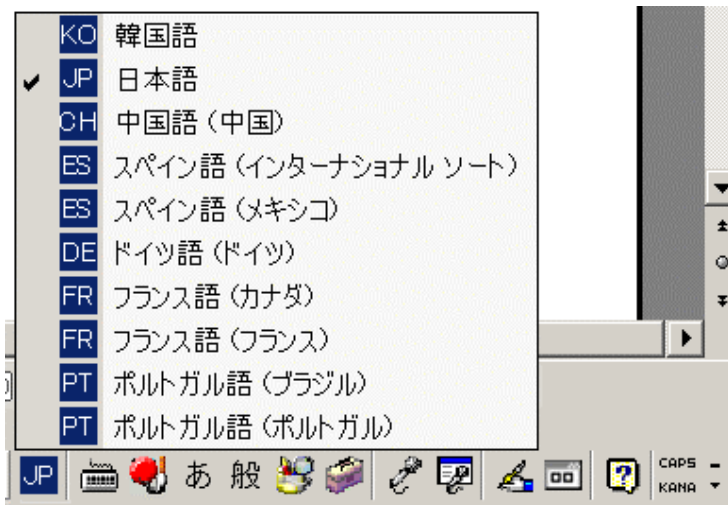 KO 韓国語
JP 日本語
CH 中国語 (中国)
ES スペイン語 (インターナショナル ソート)
ES スペイン語 (メキシコ)
DE ドイツ語 (ドイツ)
FR フランス語 (カナダ)
FR フランス語 (フランス)
PT ポルトガル語 (ブラジル)
PT ポルトガル語 (ポルトガル)
JP あ 般 ? CAPS
KANA